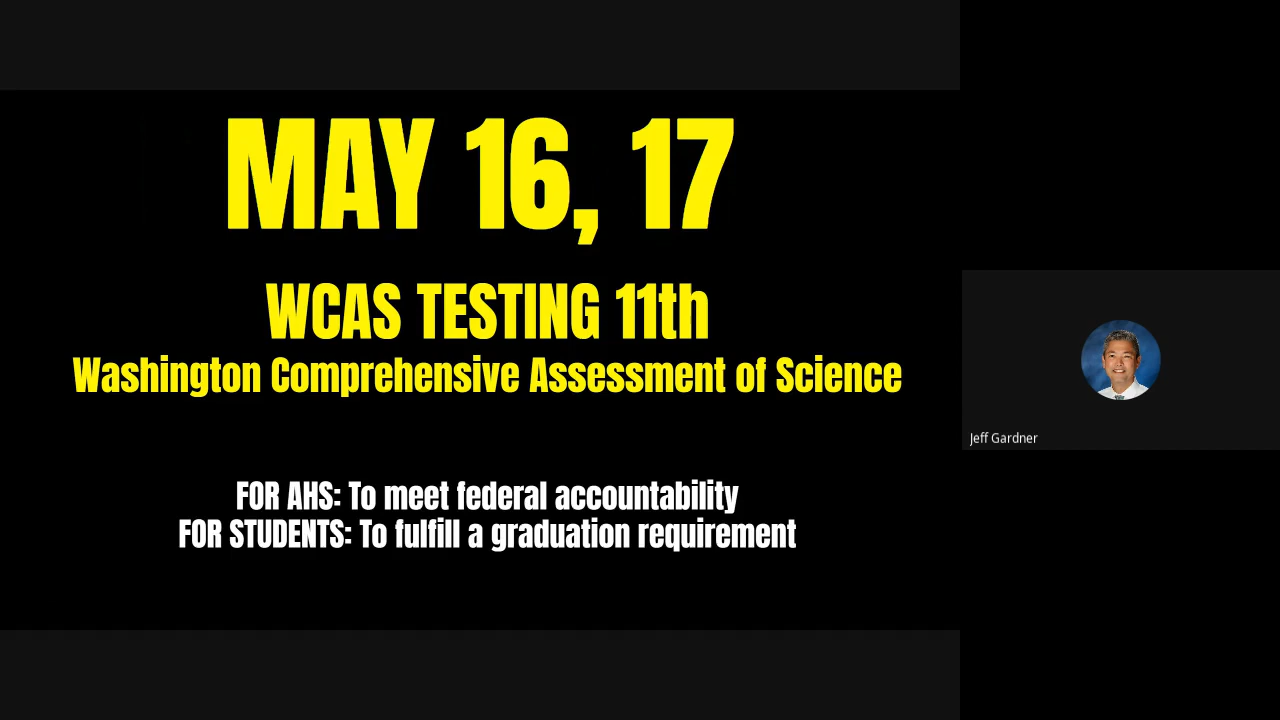 MAY 16, 17
WCAS TESTING 11th
Washington Comprehensive Assessment of Science
FOR AHS: To meet federal accountability
FOR STUDENTS: To fulfill a graduation requirement
Jeff Gardner